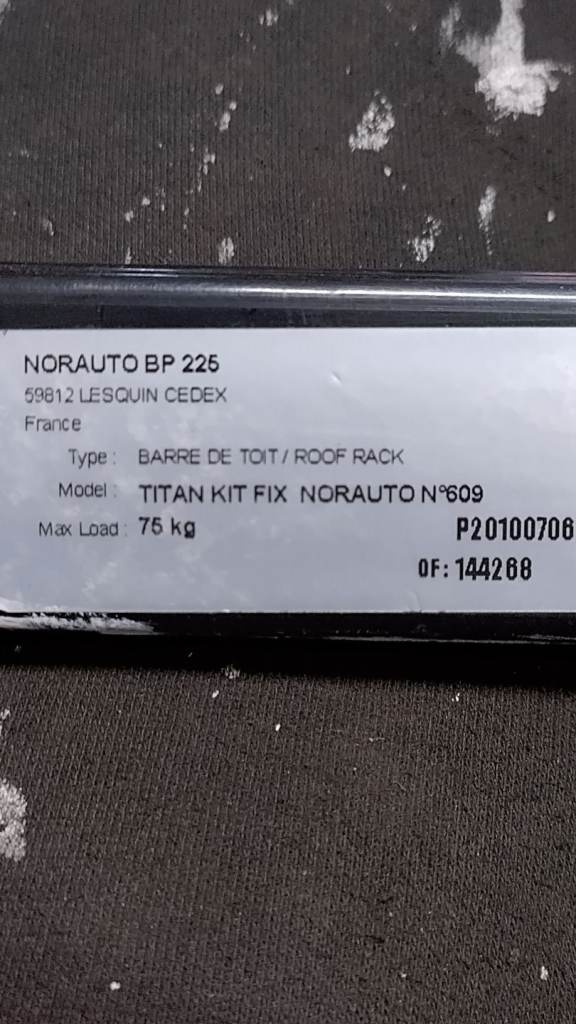 NORAUTO BP 225
59812 LESQUIN CEDEX
France
Type : BARRE DE TOIT / ROOF RACK
Model : TITAN KIT FIX NORAUTO N°609
Max Load : 75 kg
P20100706
OF: 144268